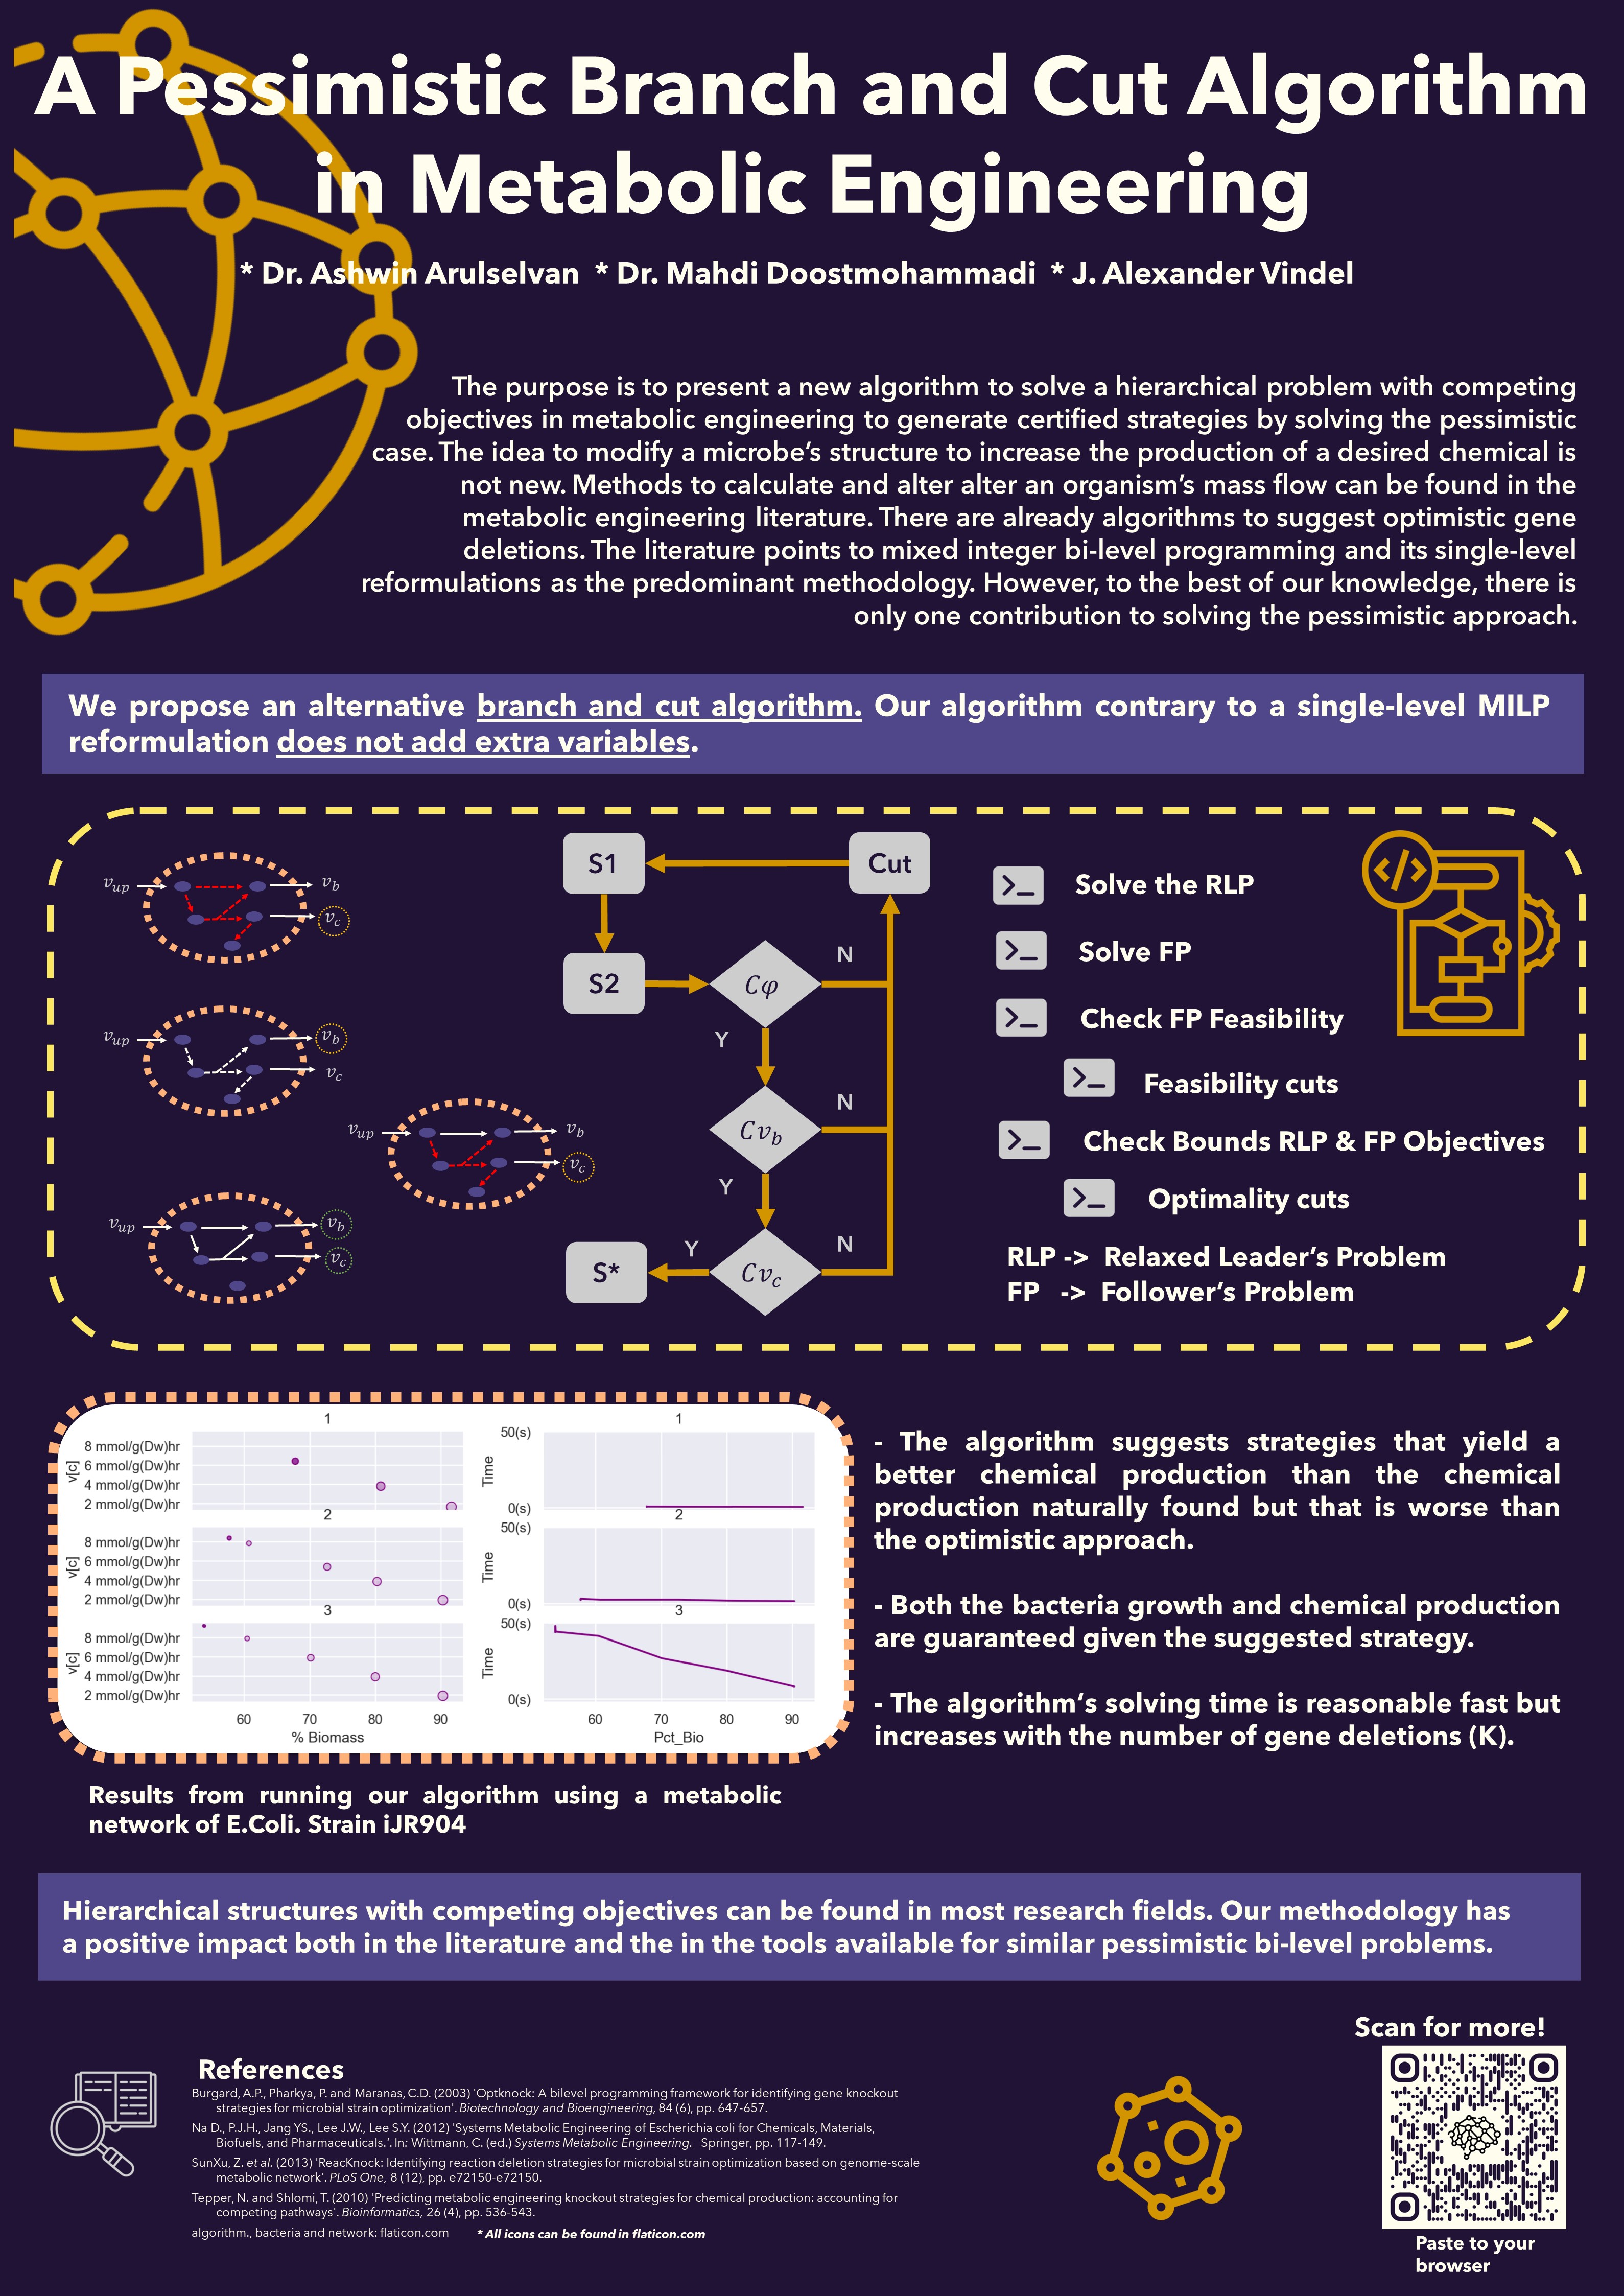 A Pessimistic Branch and Cut Algorithm
in Metabolic Engineering
* Dr. Ashwin Arulselvan * Dr. Mahdi Doostmohammadi * J. Alexander Vindel
The purpose is to present a new algorithm to solve a hierarchical problem with competing
objectives in metabolic engineering to generate certified strategies by solving the pessimistic
case. The idea to modify a microbe's structure to increase the production of a desired chemical is
not new. Methods to calculate and alter alter an organism's mass flow can be found in the
metabolic engineering literature. There are already algorithms to suggest optimistic gene
deletions. The literature points to mixed integer bi-level programming and its single-level
reformulations as the predominant methodology. However, to the best of our knowledge, there is
only one contribution to solving the pessimistic approach.
We propose an alternative branch and cut algorithm. Our algorithm contrary to a single-level MILP
reformulation does not add extra variables.
v_up v_b
v_c
v_up v_b
v_c
v_up v_b
v_c
v_up v_b
v_c
S1 Cut
S2 Cφ N
Y
Cv_b N
Y
S* Y Cv_c N
>_ Solve the RLP
>_ Solve FP
>_ Check FP Feasibility
>_ Feasibility cuts
>_ Check Bounds RLP & FP Objectives
>_ Optimality cuts
RLP -> Relaxed Leader's Problem
FP -> Follower's Problem
</>
1
8 mmol/g(Dw)hr
6 mmol/g(Dw)hr
4 mmol/g(Dw)hr
2 mmol/g(Dw)hr
v[c]
2
8 mmol/g(Dw)hr
6 mmol/g(Dw)hr
4 mmol/g(Dw)hr
2 mmol/g(Dw)hr
v[c]
3
8 mmol/g(Dw)hr
6 mmol/g(Dw)hr
4 mmol/g(Dw)hr
2 mmol/g(Dw)hr
v[c]
60 70 80 90
% Biomass
1
50(s)
Time
0(s)
2
50(s)
Time
0(s)
3
50(s)
Time
0(s)
60 70 80 90
Pct_Bio
- The algorithm suggests strategies that yield a
better chemical production than the chemical
production naturally found but that is worse than
the optimistic approach.
- Both the bacteria growth and chemical production
are guaranteed given the suggested strategy.
- The algorithm's solving time is reasonable fast but
increases with the number of gene deletions (K).
Results from running our algorithm using a metabolic
network of E.Coli. Strain iJR904
Hierarchical structures with competing objectives can be found in most research fields. Our methodology has
a positive impact both in the literature and the in the tools available for similar pessimistic bi-level problems.
References
Burgard, A.P., Pharkya, P. and Maranas, C.D. (2003) 'Optknock: A bilevel programming framework for identifying gene knockout
strategies for microbial strain optimization'. Biotechnology and Bioengineering, 84 (6), pp. 647-657.
Na D., P.J.H., Jang YS., Lee J.W., Lee S.Y. (2012) 'Systems Metabolic Engineering of Escherichia coli for Chemicals, Materials,
Biofuels, and Pharmaceuticals.'. In: Wittmann, C. (ed.) Systems Metabolic Engineering. Springer, pp. 117-149.
SunXu, Z. et al. (2013) 'ReacKnock: Identifying reaction deletion strategies for microbial strain optimization based on genome-scale
metabolic network'. PLoS One, 8 (12), pp. e72150-e72150.
Tepper, N. and Shlomi, T. (2010) 'Predicting metabolic engineering knockout strategies for chemical production: accounting for
competing pathways'. Bioinformatics, 26 (4), pp. 536-543.
algorithm., bacteria and network: flaticon.com * All icons can be found in flaticon.com
Scan for more!
Paste to your
browser